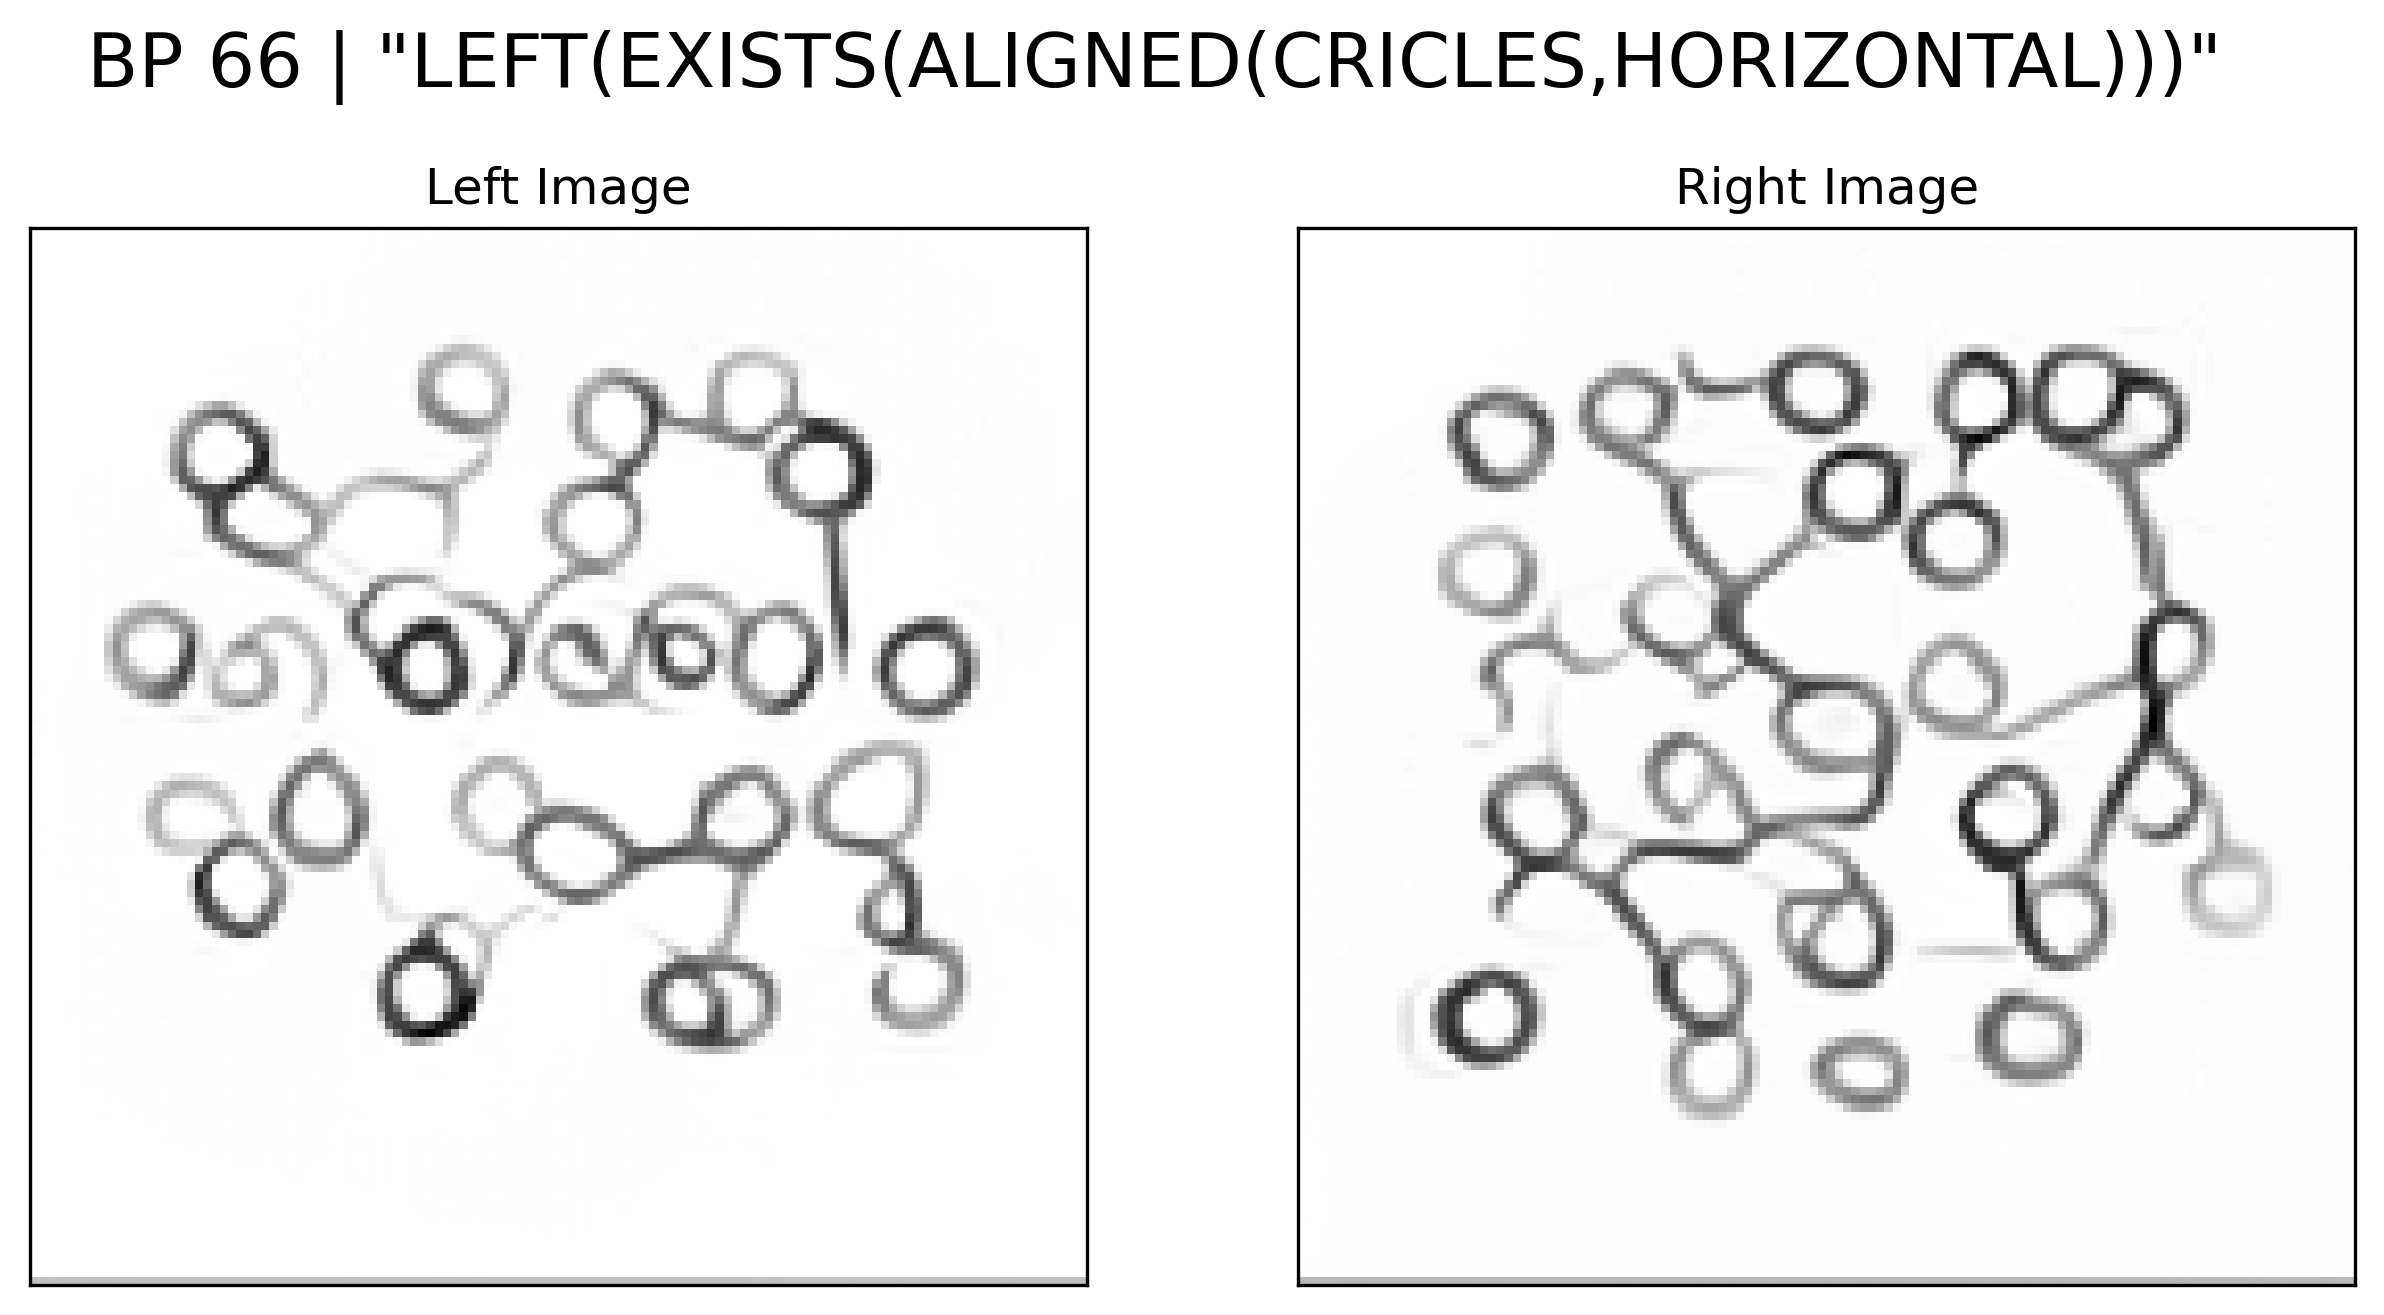 BP 66 | "LEFT(EXISTS(ALIGNED(CRICLES,HORIZONTAL)))"
Left Image
Right Image